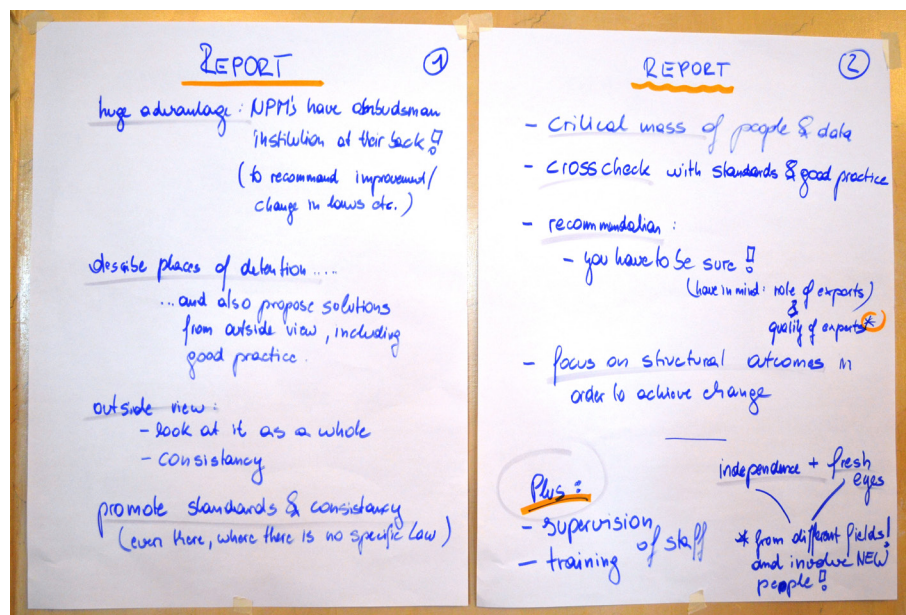 REPORT
1
huge advantage: NPM's have ombudsman
institution at their back!
(to recommand improvement/
change in laws etc.)
describe places of detention.....
...and also propose solutions
from outside view, including
good practice.
outside view:
- look at it as a whole
- consistancy
promote standards & consistancy
(even there, where there is no specific Law)
REPORT
2
- critical mass of people & data
- cross check with standards & good practice
- recommandation:
- you have to be sure!
(have in mind: role of experts)
&
quality of experts*
- focus on structural outcomes in
order to achieve change
Plus:
- supervision
- training
of staff
independence + fresh
eyes
* from different fields!
and involve NEW
people!